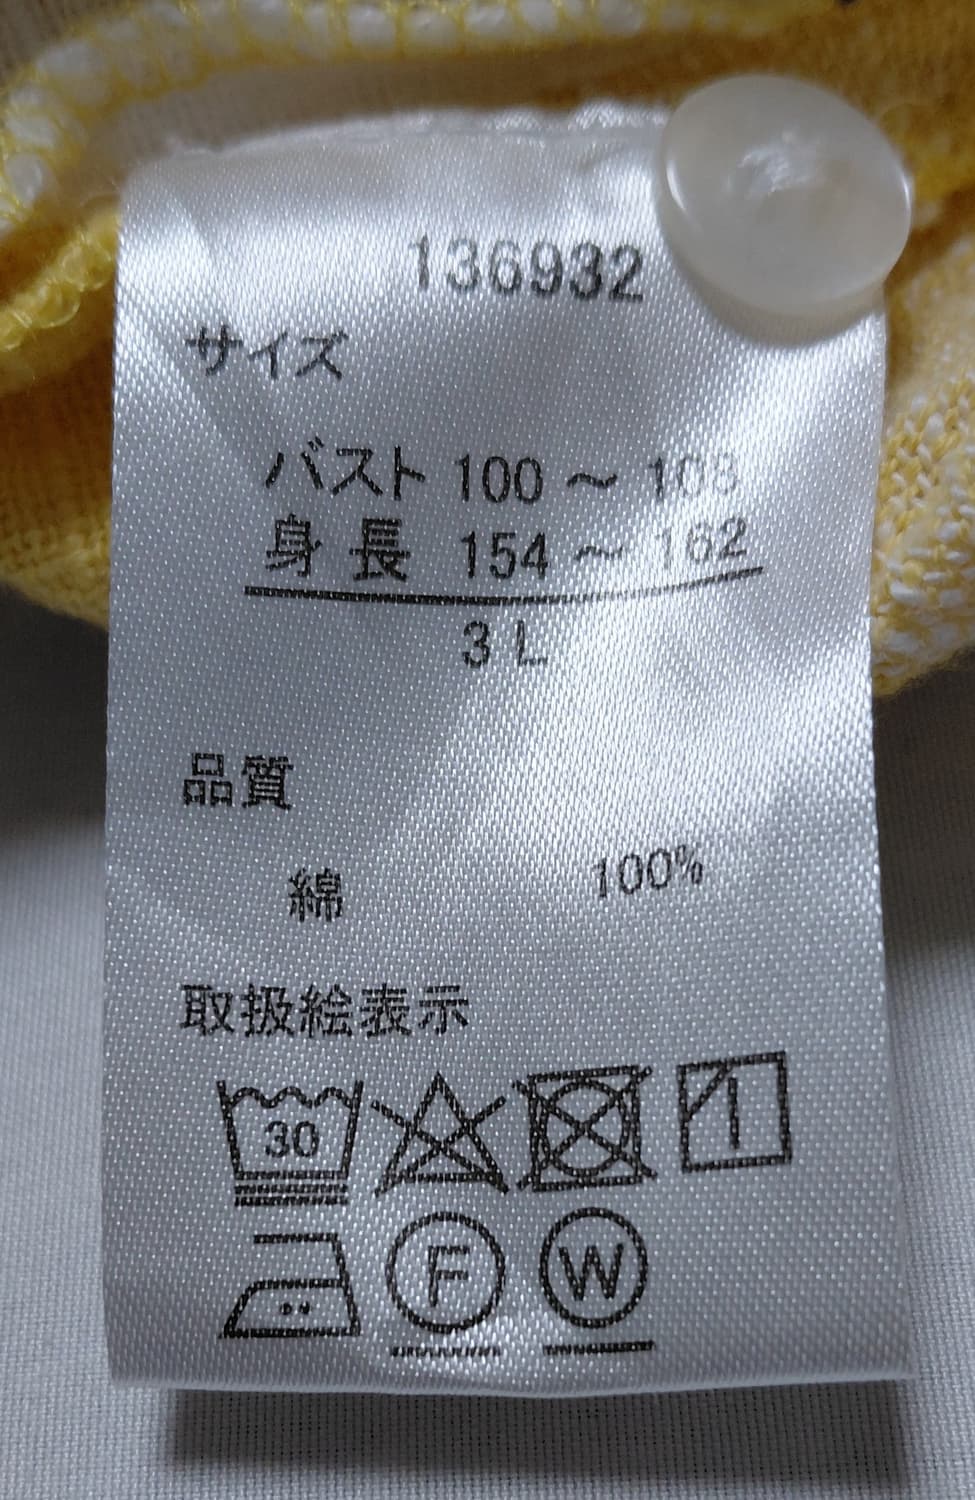 136932
サイズ
バスト 100 ～ 108
身 長 154 ～ 162
3L
品質
綿 100%
取扱絵表示
30
F W